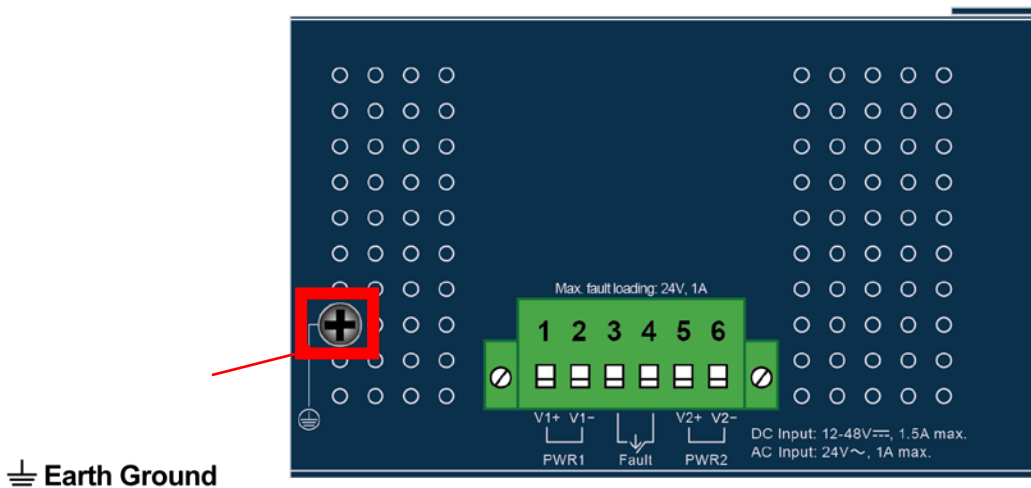 Max. fault loading: 24V, 1A
1 2 3 4 5 6
V1+ V1− V2+ V2−
PWR1 Fault PWR2
DC Input: 12-48V⎓, 1.5A max.
AC Input: 24V～, 1A max.
Earth Ground